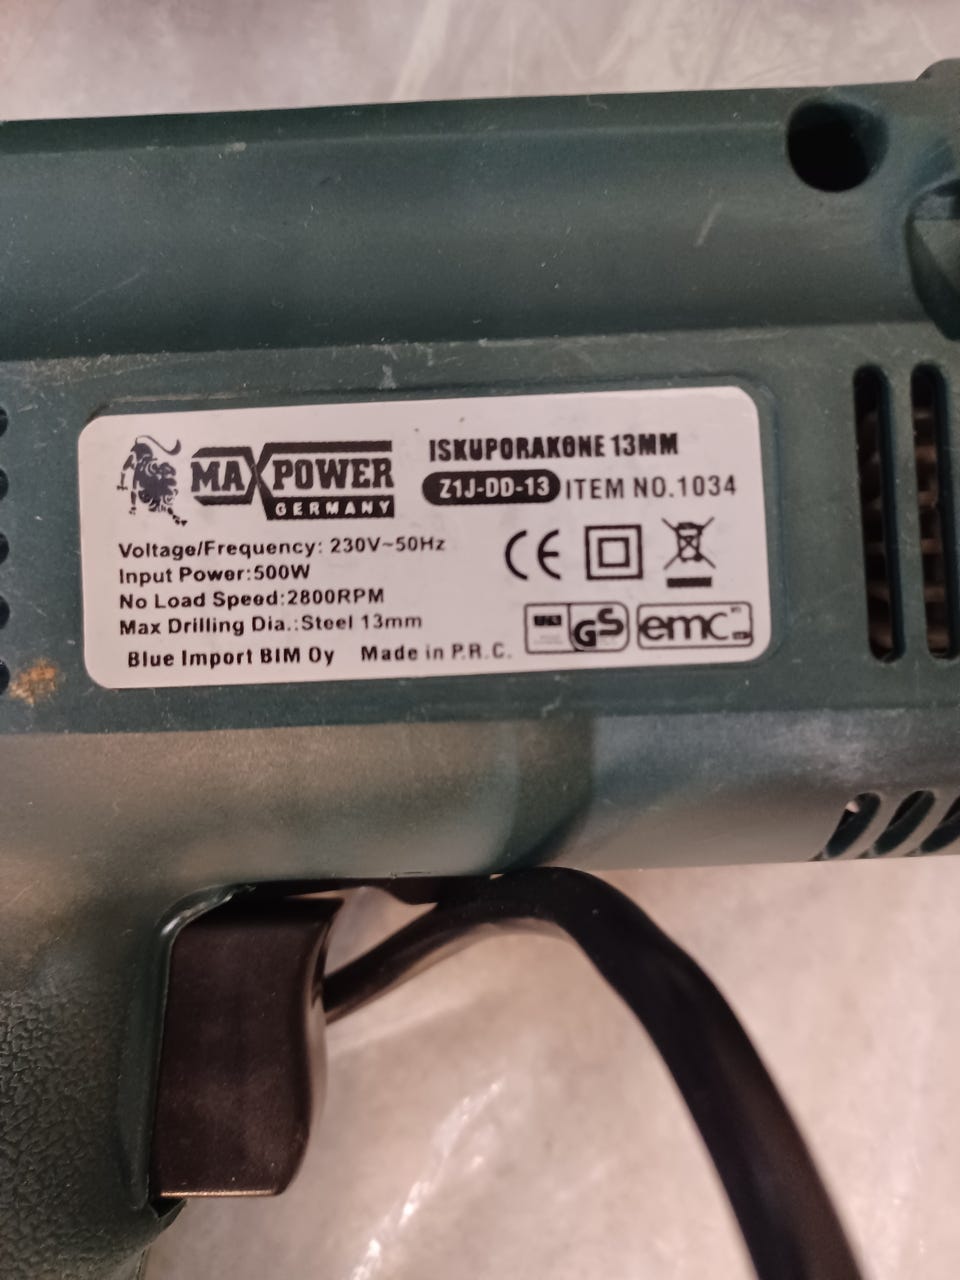 MAXPOWER
GERMANY
ISKUPORAKONE 13MM
Z1J-DD-13 ITEM NO.1034
Voltage/Frequency: 230V~50Hz
Input Power:500W
No Load Speed:2800RPM
Max Drilling Dia.:Steel 13mm
Blue Import BIM Oy Made in P.R.C.
CE
GS
emc